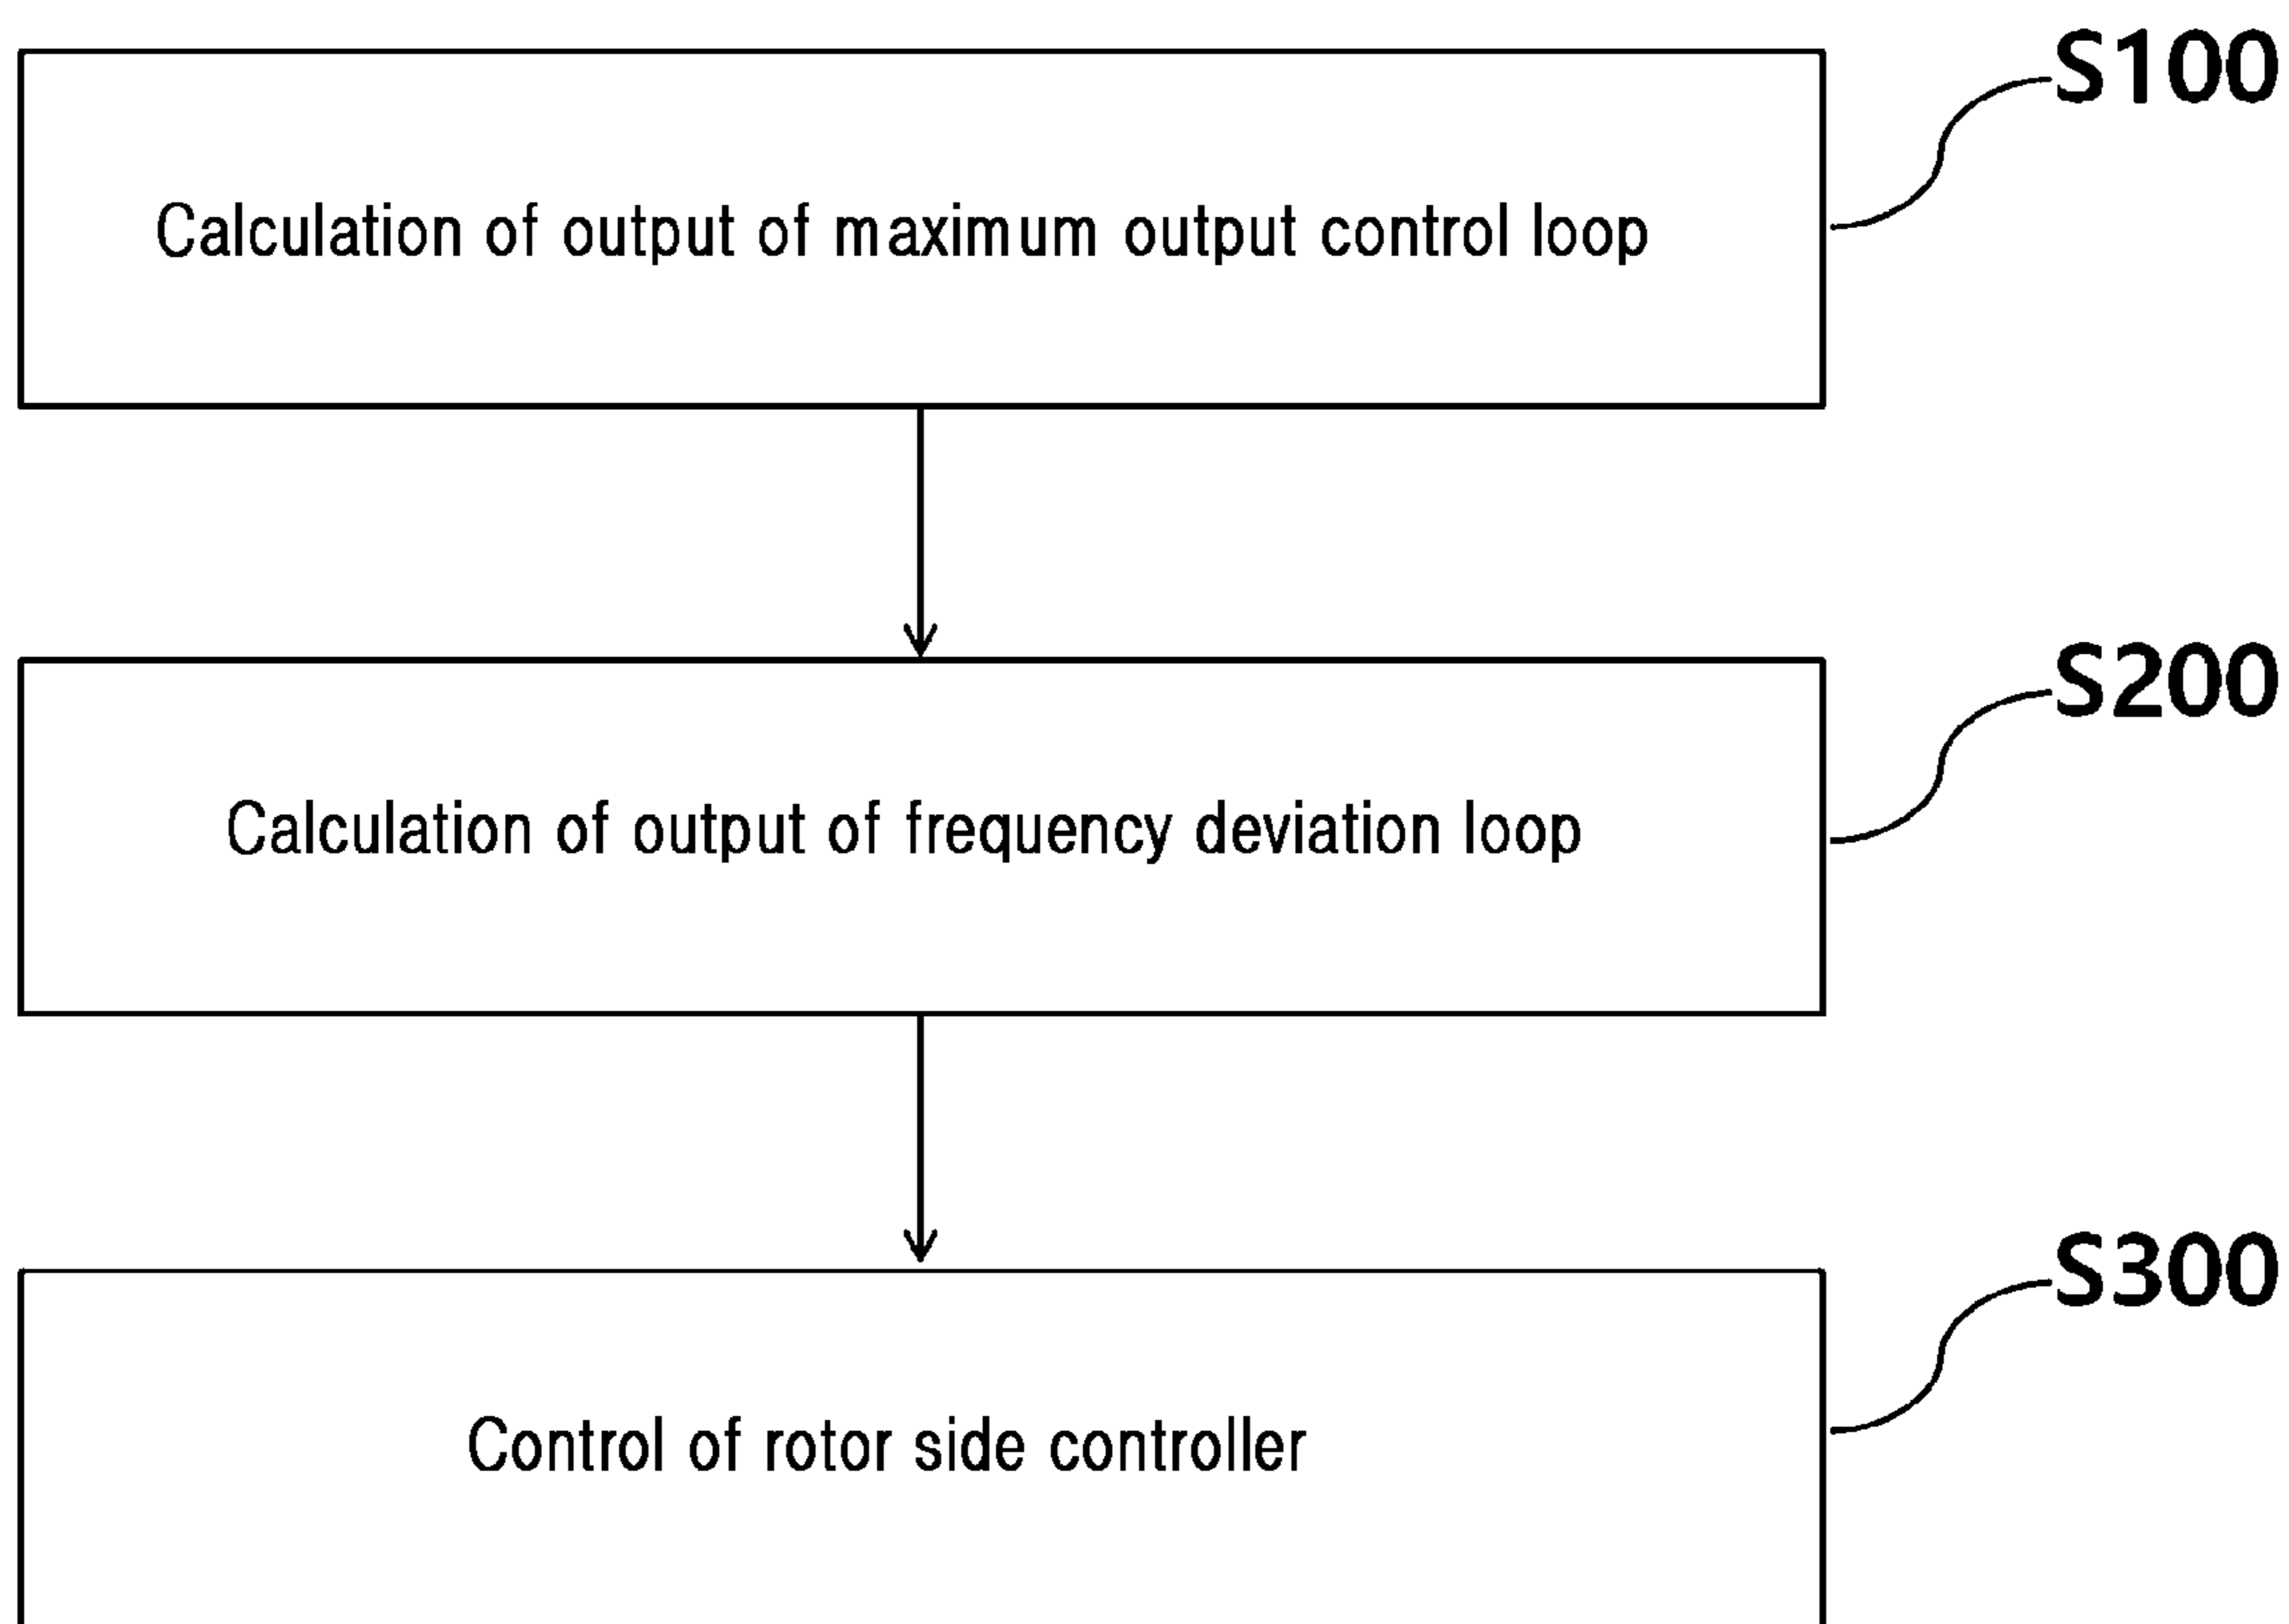 S100
Calculation of output of maximum output control loop
S200
Calculation of output of frequency deviation loop
S300
Control of rotor side controller